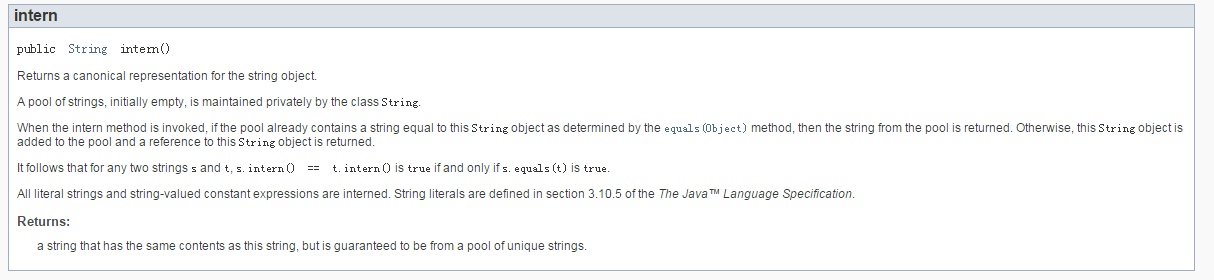 intern
public String intern()
Returns a canonical representation for the string object.
A pool of strings, initially empty, is maintained privately by the class String.
When the intern method is invoked, if the pool already contains a string equal to this String object as determined by the equals(Object) method, then the string from the pool is returned. Otherwise, this String object is
added to the pool and a reference to this String object is returned.
It follows that for any two strings s and t, s.intern() == t.intern() is true if and only if s.equals(t) is true.
All literal strings and string-valued constant expressions are interned. String literals are defined in section 3.10.5 of the The Java™ Language Specification.
Returns:
a string that has the same contents as this string, but is guaranteed to be from a pool of unique strings.